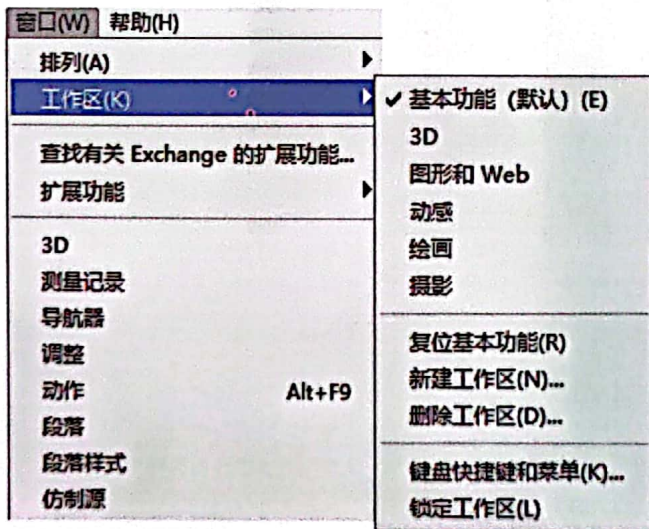 窗口(W) 帮助(H)
排列(A)
工作区(K)
查找有关 Exchange 的扩展功能...
扩展功能
3D
测量记录
导航器
调整
动作 Alt+F9
段落
段落样式
仿制源
✓ 基本功能（默认）(E)
3D
图形和 Web
动感
绘画
摄影
复位基本功能(R)
新建工作区(N)...
删除工作区(D)...
键盘快捷键和菜单(K)...
锁定工作区(L)